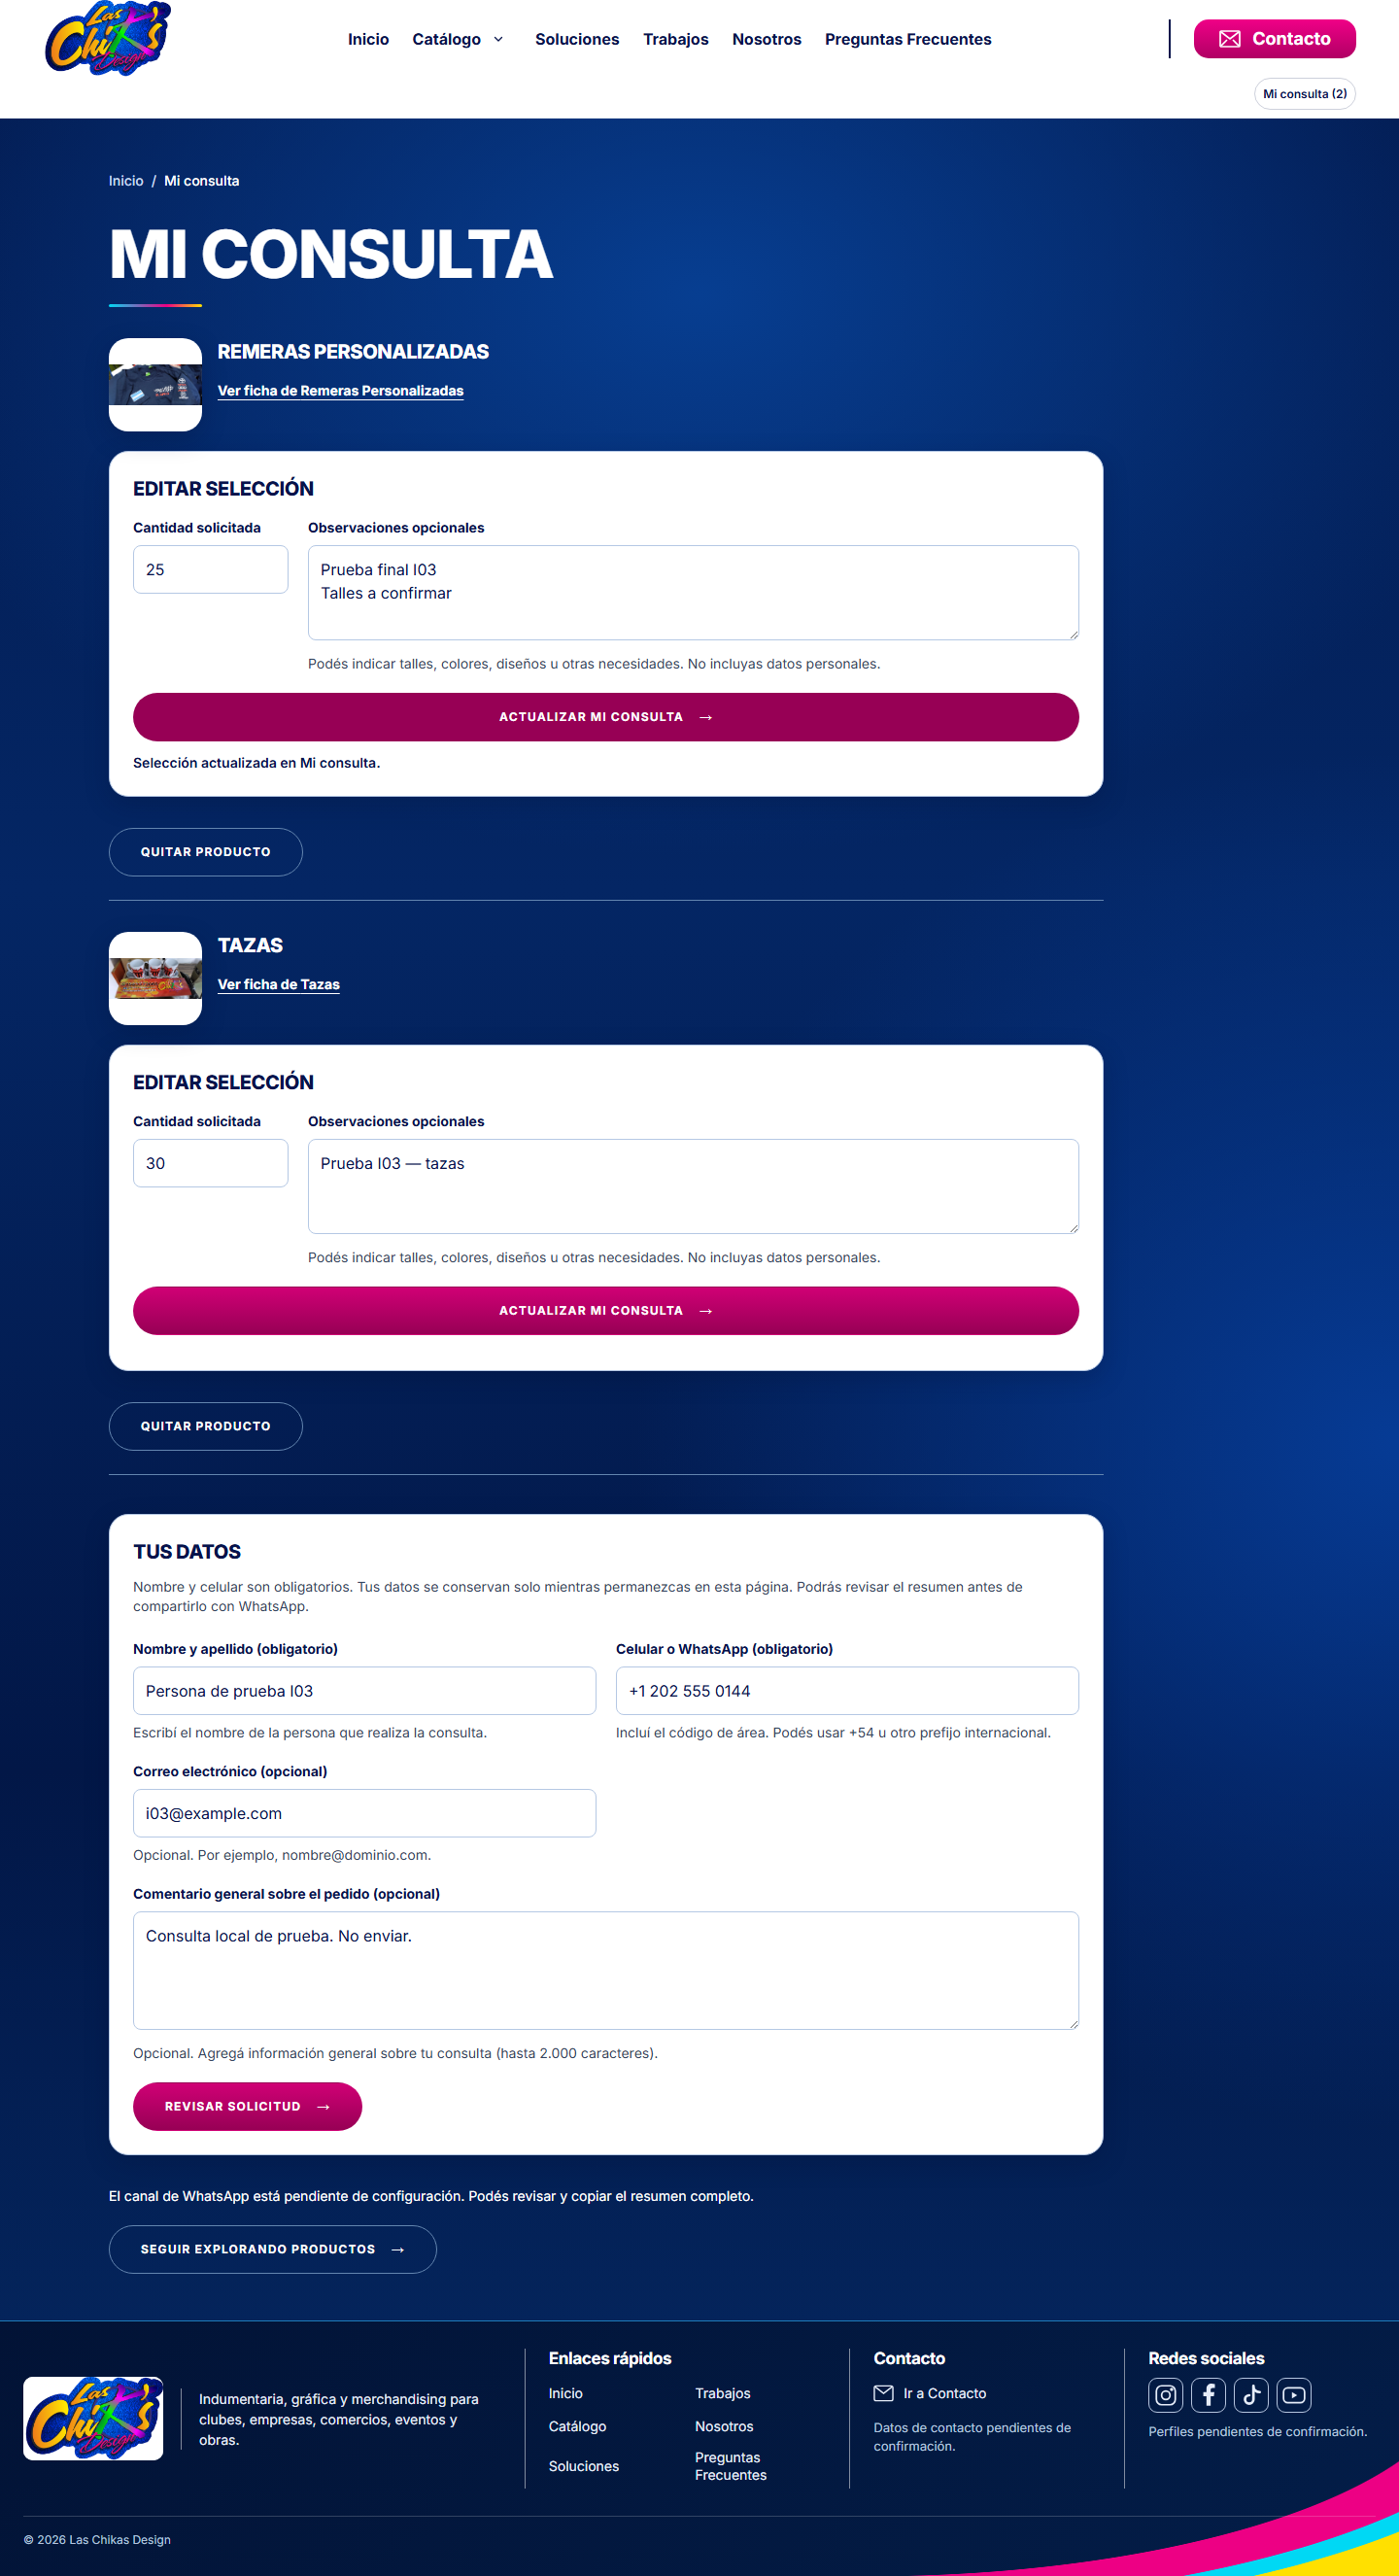 Las
Chikas'
Design
Inicio
Catálogo
Soluciones
Trabajos
Nosotros
Preguntas Frecuentes
Contacto
Mi consulta (2)
Inicio / Mi consulta
MI CONSULTA
REMERAS PERSONALIZADAS
Ver ficha de Remeras Personalizadas
EDITAR SELECCIÓN
Cantidad solicitada
25
Observaciones opcionales
Prueba final I03
Talles a confirmar
Podés indicar talles, colores, diseños u otras necesidades. No incluyas datos personales.
ACTUALIZAR MI CONSULTA →
Selección actualizada en Mi consulta.
QUITAR PRODUCTO
TAZAS
Ver ficha de Tazas
EDITAR SELECCIÓN
Cantidad solicitada
30
Observaciones opcionales
Prueba I03 — tazas
Podés indicar talles, colores, diseños u otras necesidades. No incluyas datos personales.
ACTUALIZAR MI CONSULTA →
QUITAR PRODUCTO
TUS DATOS
Nombre y celular son obligatorios. Tus datos se conservan solo mientras permanezcas en esta página. Podrás revisar el resumen antes de
compartirlo con WhatsApp.
Nombre y apellido (obligatorio)
Persona de prueba I03
Escribí el nombre de la persona que realiza la consulta.
Celular o WhatsApp (obligatorio)
+1 202 555 0144
Incluí el código de área. Podés usar +54 u otro prefijo internacional.
Correo electrónico (opcional)
i03@example.com
Opcional. Por ejemplo, nombre@dominio.com.
Comentario general sobre el pedido (opcional)
Consulta local de prueba. No enviar.
Opcional. Agregá información general sobre tu consulta (hasta 2.000 caracteres).
REVISAR SOLICITUD →
El canal de WhatsApp está pendiente de configuración. Podés revisar y copiar el resumen completo.
SEGUIR EXPLORANDO PRODUCTOS →
Las
Chikas'
Design
Indumentaria, gráfica y merchandising para
clubes, empresas, comercios, eventos y
obras.
Enlaces rápidos
Inicio
Trabajos
Catálogo
Nosotros
Soluciones
Preguntas
Frecuentes
Contacto
Ir a Contacto
Datos de contacto pendientes de
confirmación.
Redes sociales
Perfiles pendientes de confirmación.
© 2026 Las Chikas Design